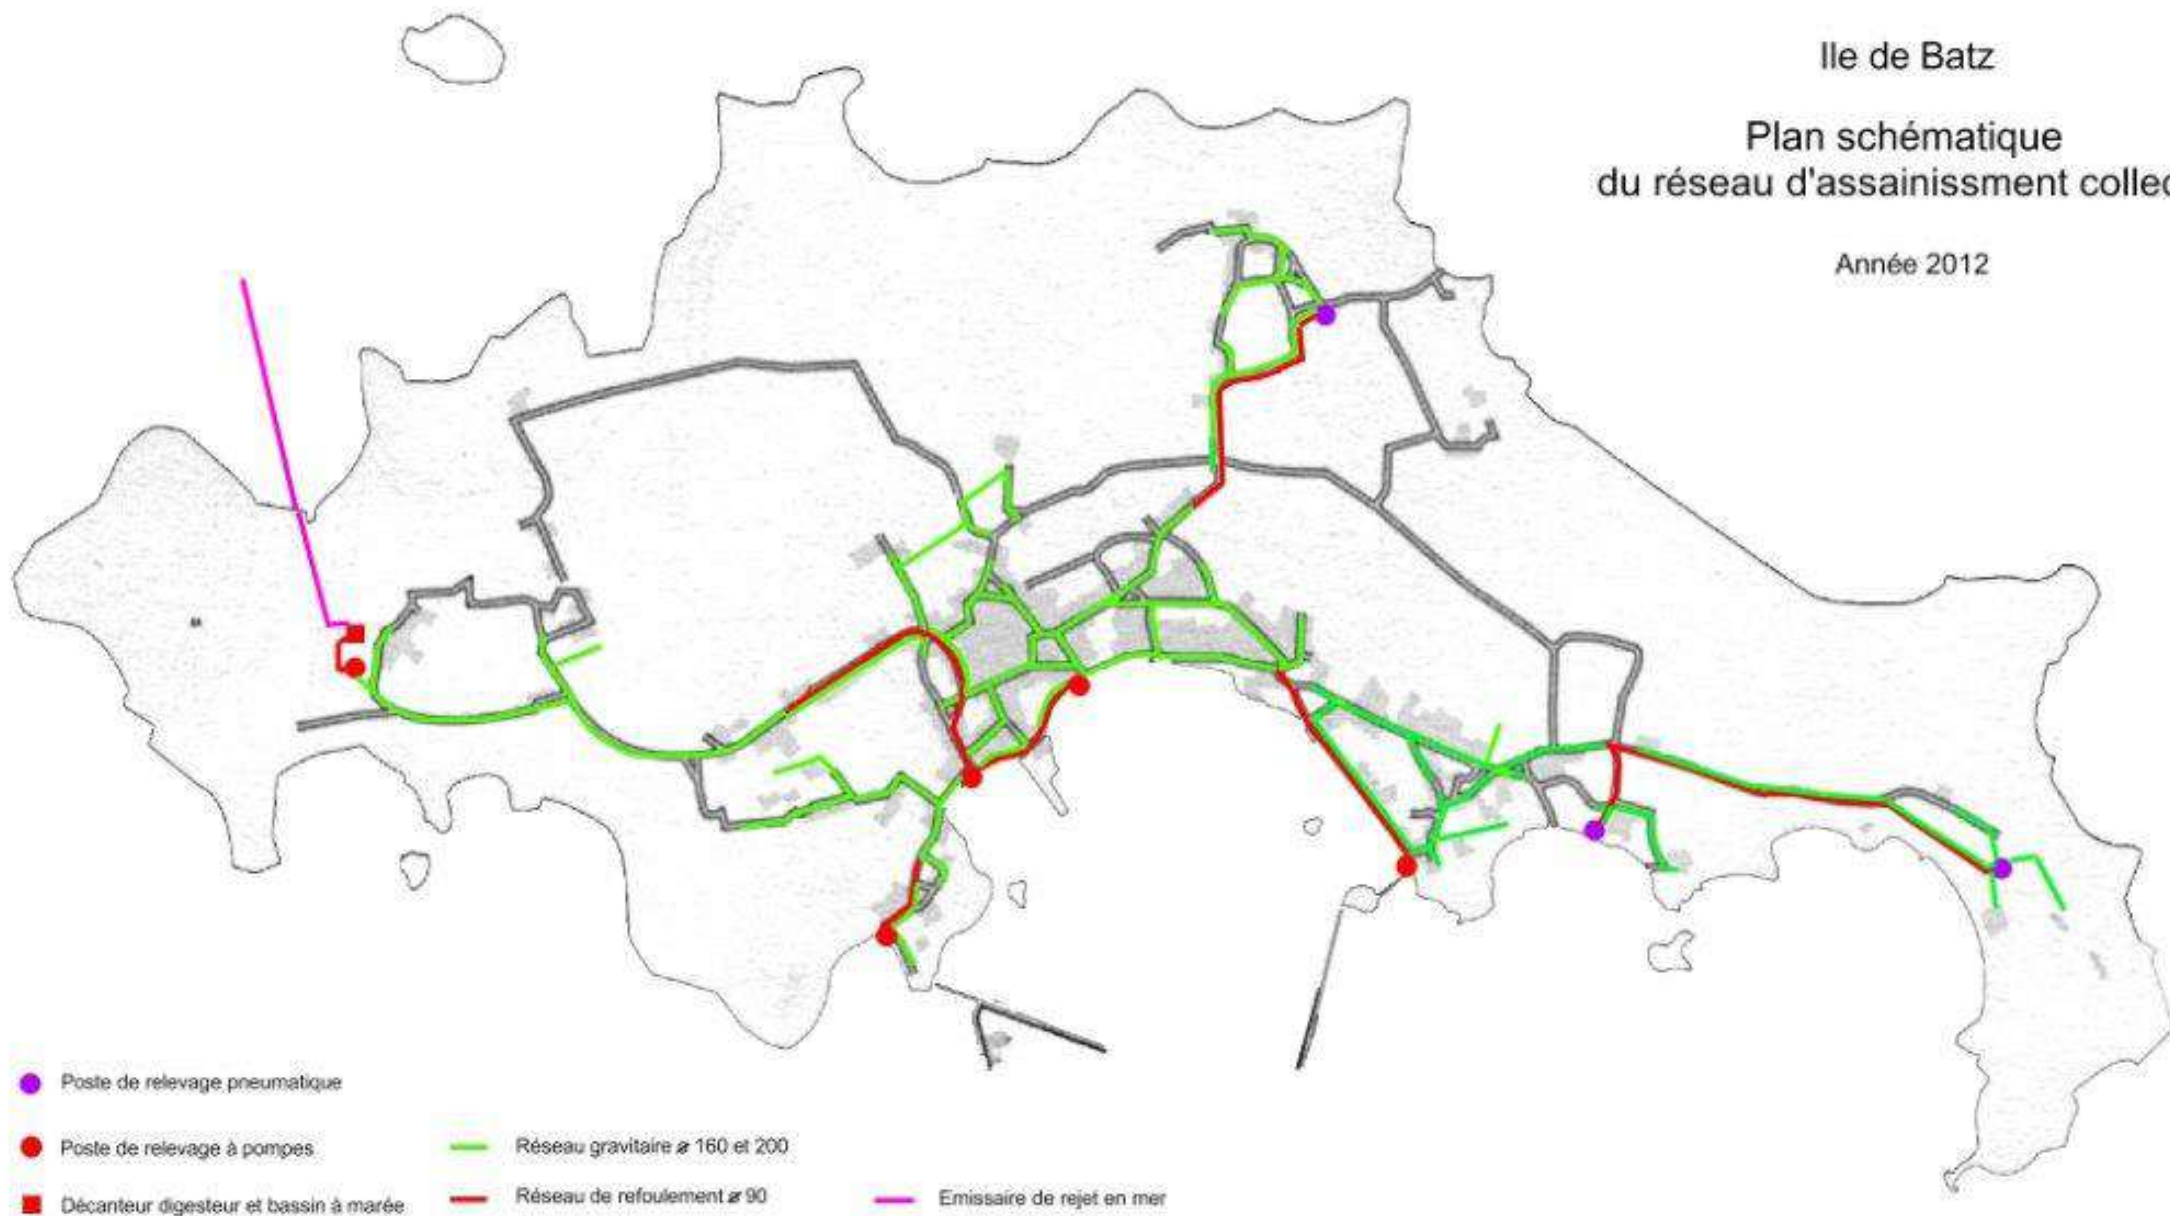 Ile de Batz
Plan schématique
du réseau d'assainissment collec
Année 2012
Poste de relevage pneumatique
Poste de relevage à pompes
Décanteur digesteur et bassin à marée
Réseau gravitaire ø 160 et 200
Réseau de refoulement ø 90
Emissaire de rejet en mer